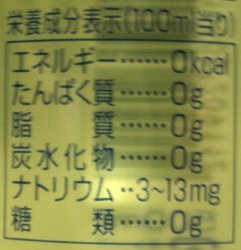 栄養成分表示(100ml当り)
エネルギー……0kcal
たんぱく質……0g
脂　　　質……0g
炭水化物……0g
ナトリウム‥3~13mg
糖　　　類……0g